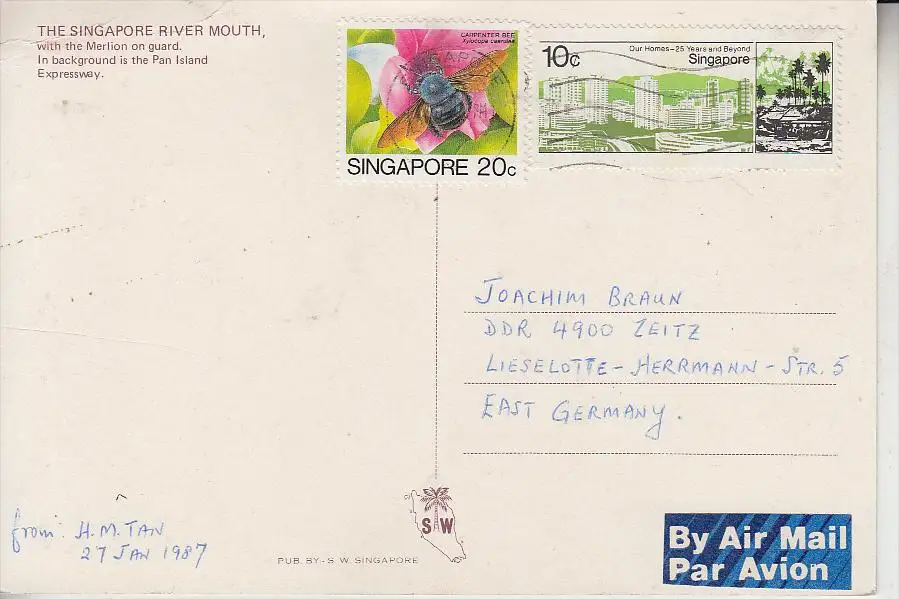 THE SINGAPORE RIVER MOUTH,
with the Merlion on guard.
In background is the Pan Island
Expressway.
CARPENTER BEE
Xylocopa caerulea
SINGAPORE 20c
10c
Our Homes-25 Years and Beyond
Singapore
JOACHIM BRAUN
DDR 4900 ZEITZ
LIESELOTTE-HERRMANN-STR. 5
EAST GERMANY.
from: H.M. TAN
27 JAN 1987
S W
PUB. BY- S. W. SINGAPORE
By Air Mail
Par Avion